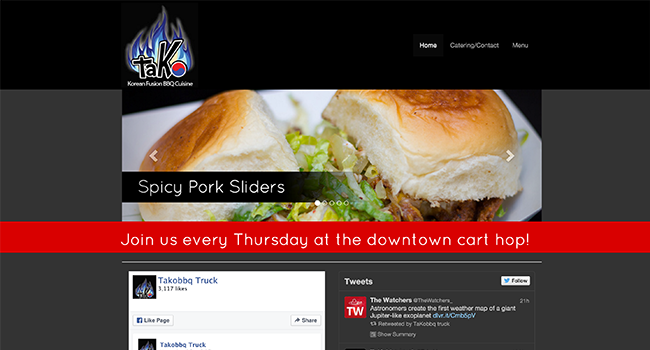 taKo
Korean Fusion BBQ Cuisine
Home Catering/Contact Menu
Spicy Pork Sliders
Join us every Thursday at the downtown cart hop!
Takobbq Truck
3,117 likes
Like Page Share
Takobbq Truck
Tweets Follow
TW
The Watchers @TheWatchers_ 21h
Astronomers create the first weather map of a giant
Jupiter-like exoplanet dlvr.it/Cmb5pV
Retweeted by TaKobbq truck
Show Summary